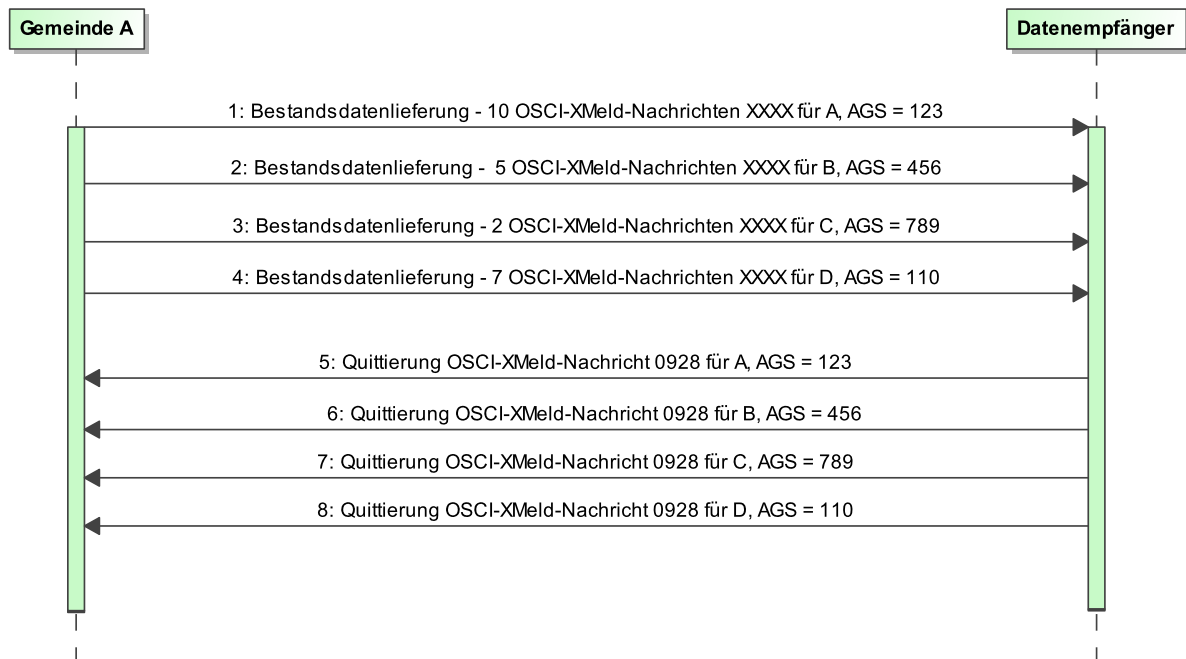 Gemeinde A
Datenempfänger
1: Bestandsdatenlieferung - 10 OSCI-XMeld-Nachrichten XXXX für A, AGS = 123
2: Bestandsdatenlieferung - 5 OSCI-XMeld-Nachrichten XXXX für B, AGS = 456
3: Bestandsdatenlieferung - 2 OSCI-XMeld-Nachrichten XXXX für C, AGS = 789
4: Bestandsdatenlieferung - 7 OSCI-XMeld-Nachrichten XXXX für D, AGS = 110
5: Quittierung OSCI-XMeld-Nachricht 0928 für A, AGS = 123
6: Quittierung OSCI-XMeld-Nachricht 0928 für B, AGS = 456
7: Quittierung OSCI-XMeld-Nachricht 0928 für C, AGS = 789
8: Quittierung OSCI-XMeld-Nachricht 0928 für D, AGS = 110